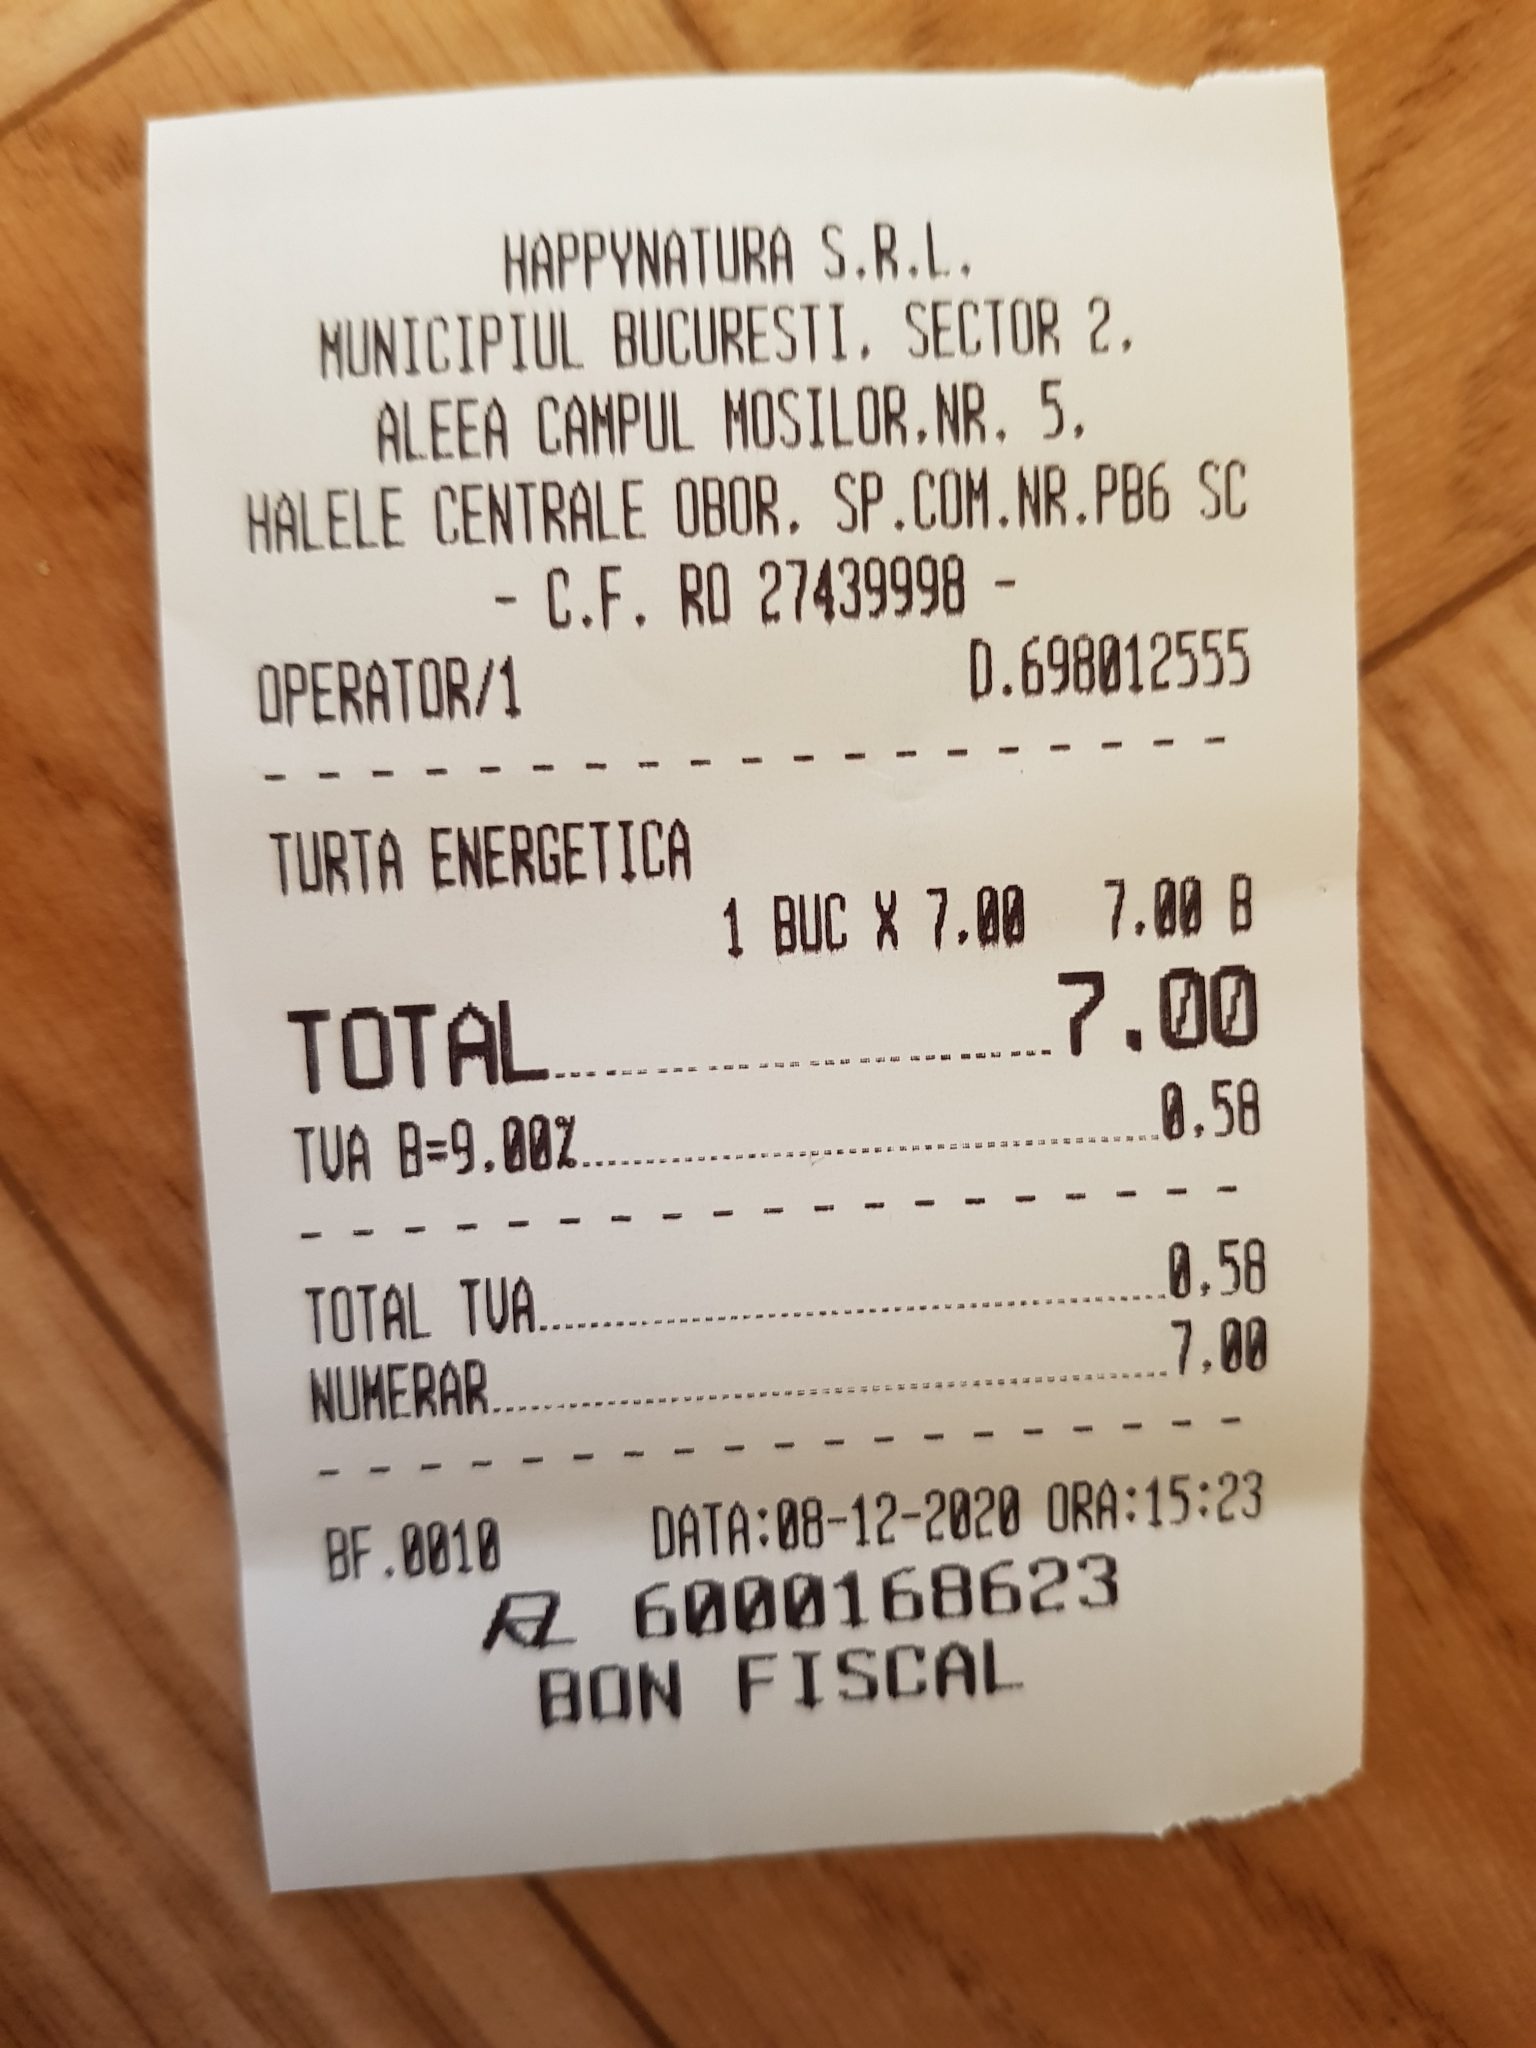 HAPPYNATURA S.R.L.
MUNICIPIUL BUCURESTI, SECTOR 2,
ALEEA CAMPUL MOSILOR,NR. 5,
HALELE CENTRALE OBOR, SP.COM.NR.PB6 SC
- C.F. RO 27439998 -
OPERATOR/1 D.698012555
TURTA ENERGETICA
1 BUC X 7.00 7.00 B
TOTAL 7.00
TVA B=9.00% 0.58
TOTAL TVA 0.58
NUMERAR 7.00
BF.0010 DATA:08-12-2020 ORA:15:23
6000168623
BON FISCAL